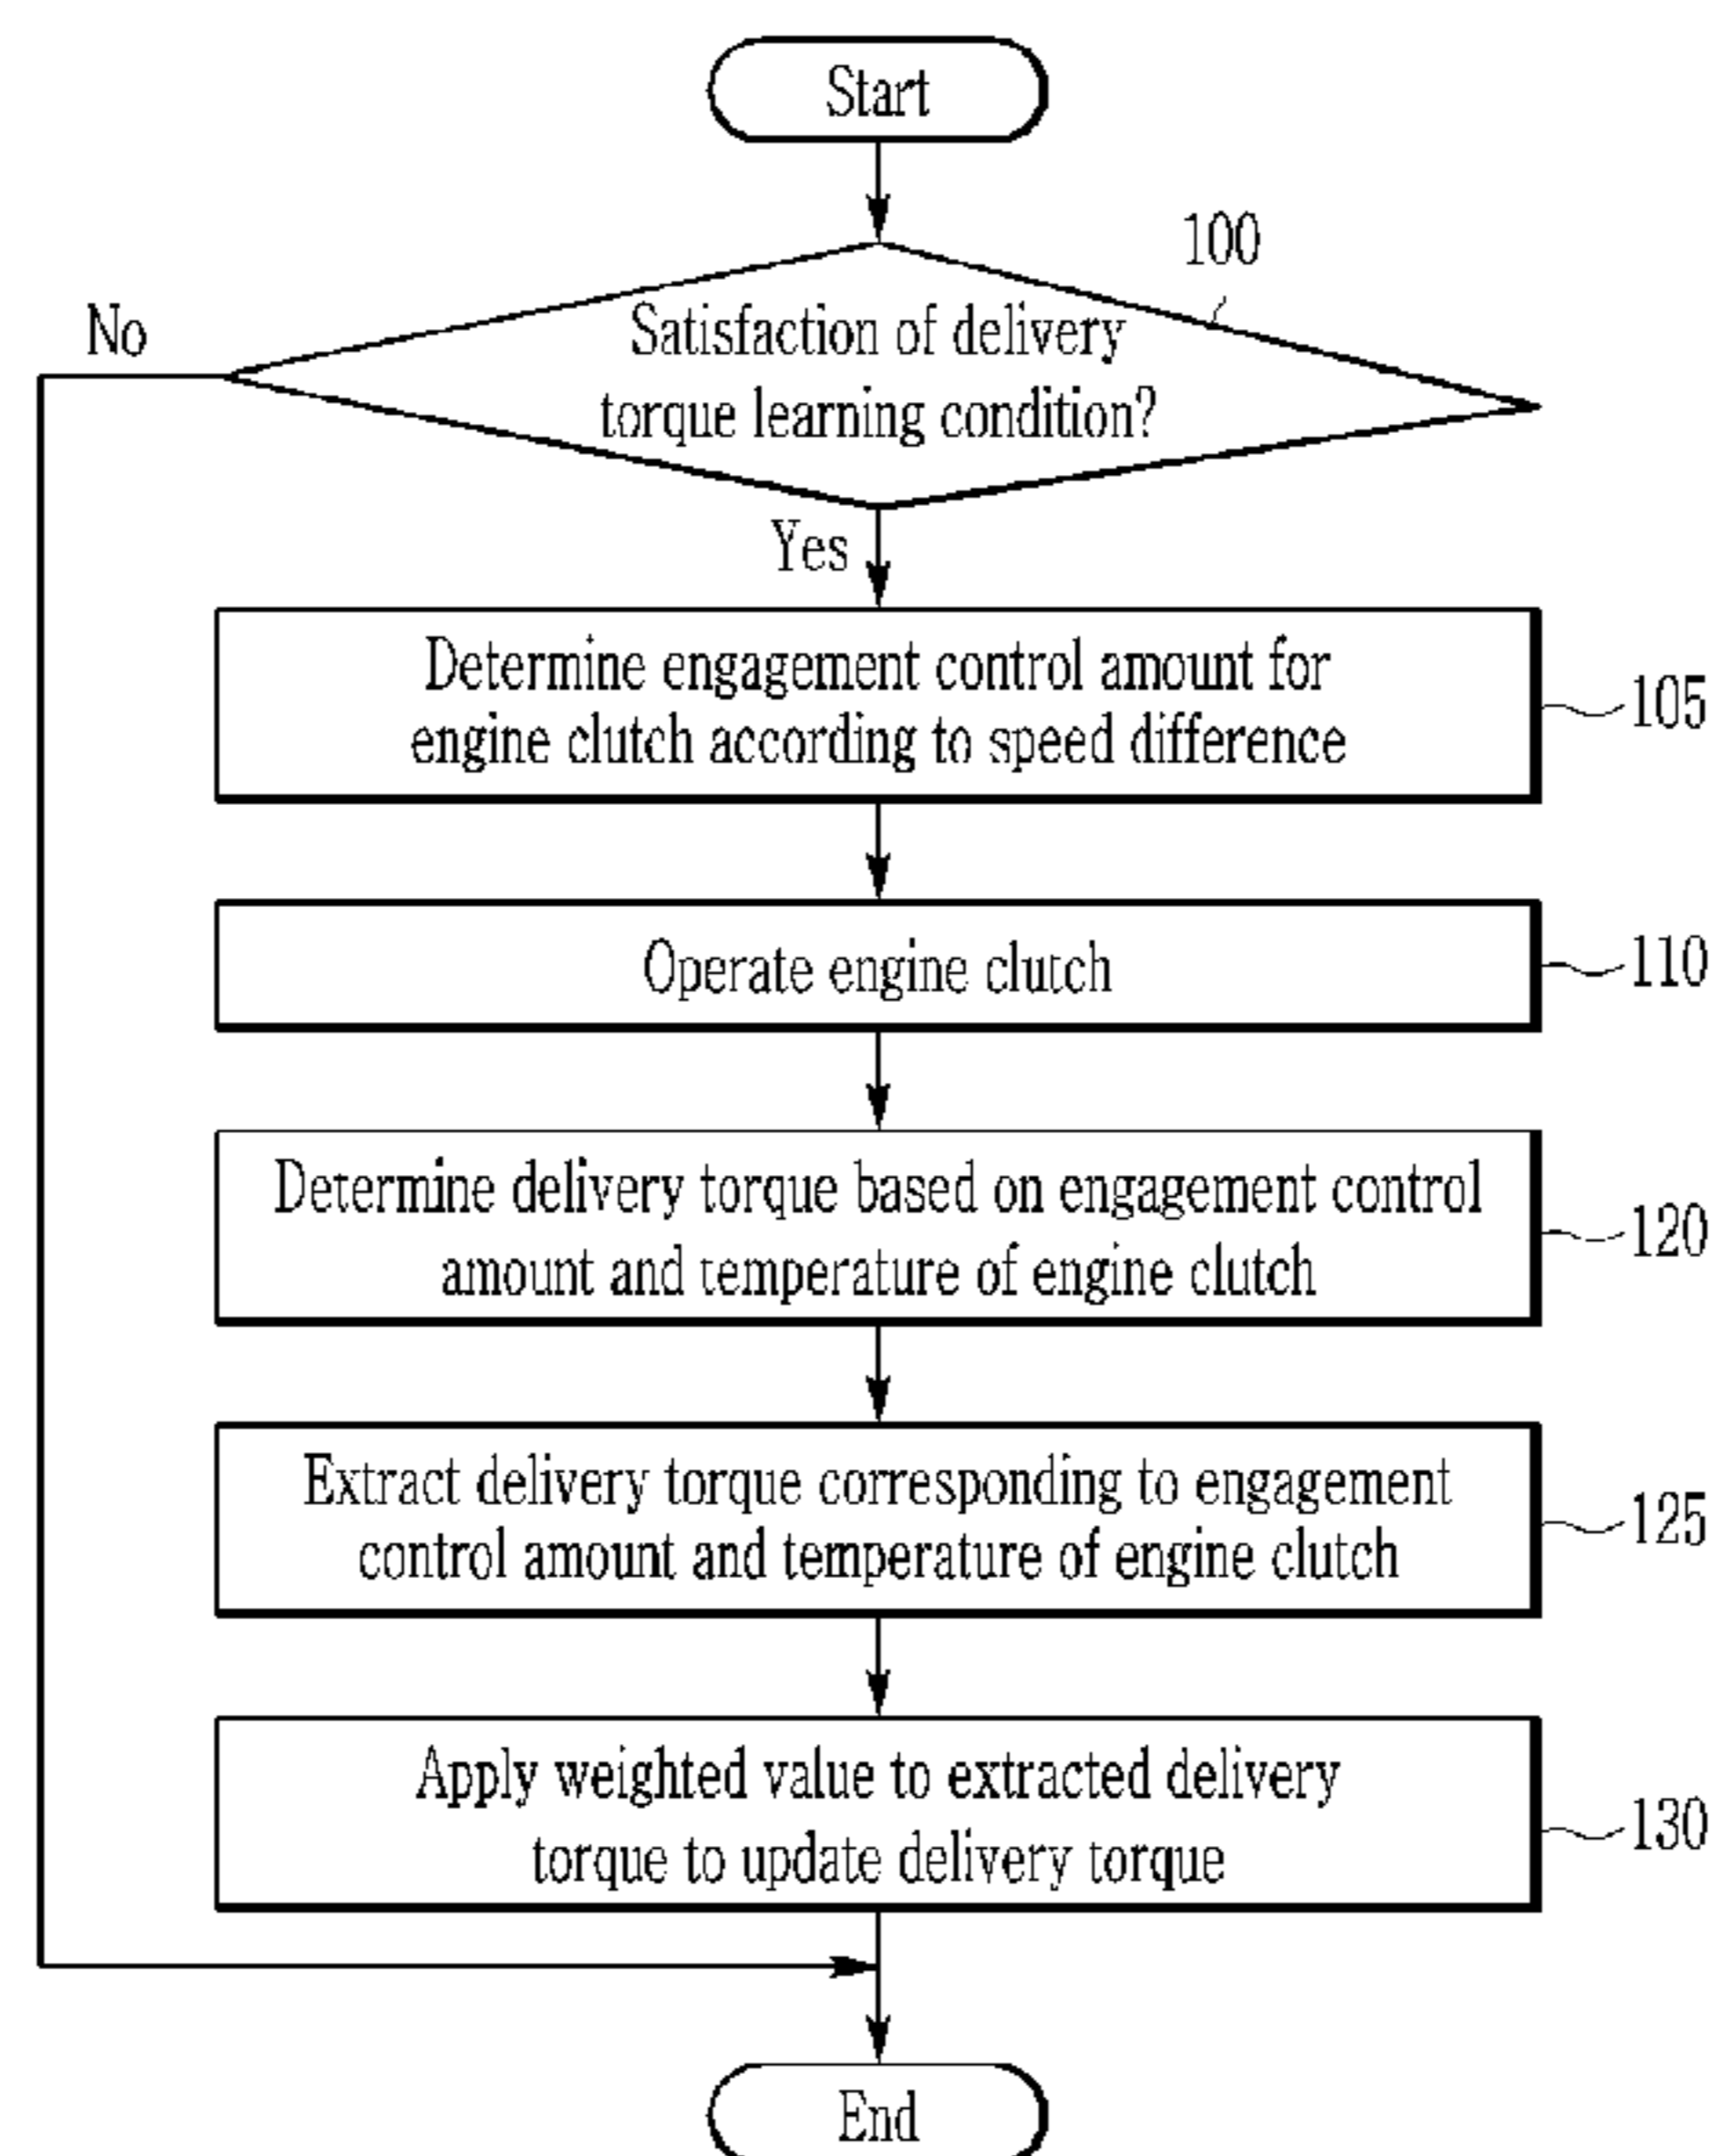 Start
100
No
Satisfaction of delivery
torque learning condition?
Yes
Determine engagement control amount for
engine clutch according to speed difference
105
Operate engine clutch
110
Determine delivery torque based on engagement control
amount and temperature of engine clutch
120
Extract delivery torque corresponding to engagement
control amount and temperature of engine clutch
125
Apply weighted value to extracted delivery
torque to update delivery torque
130
End